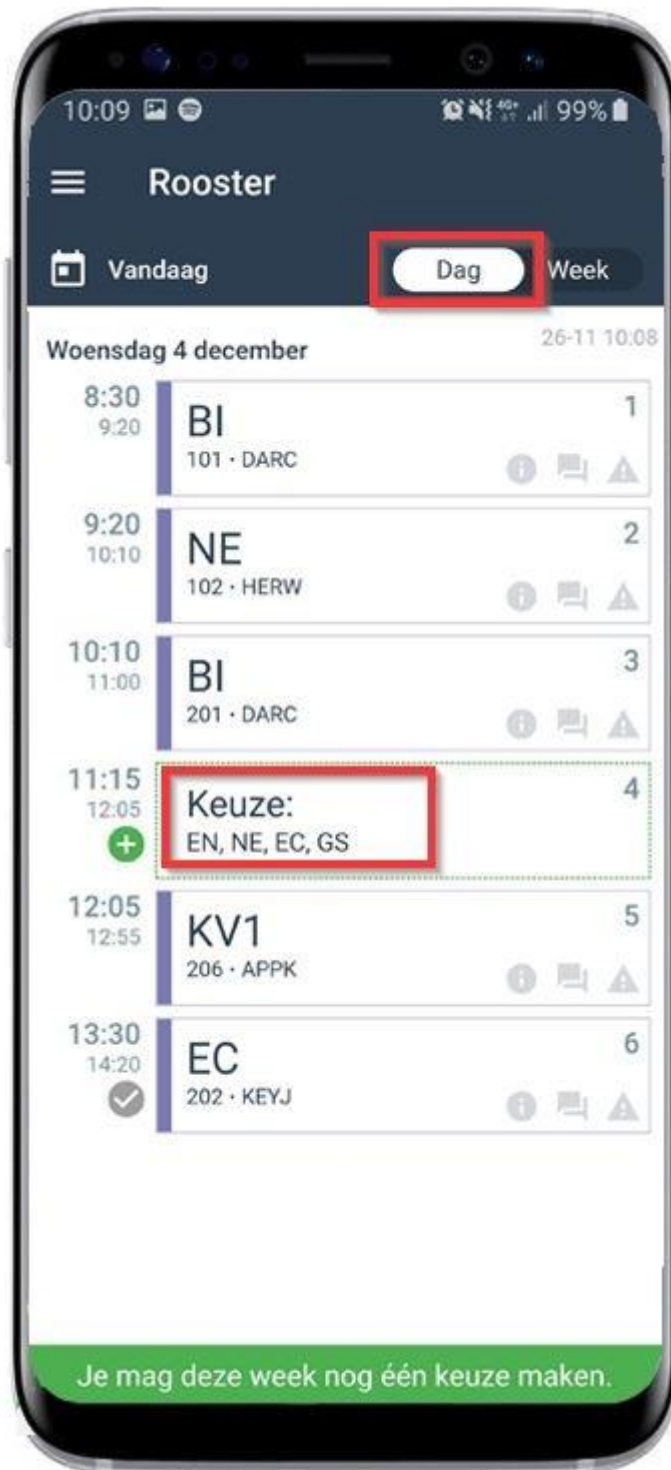 10:09 4G+ 99%
Rooster
Vandaag Dag Week
Woensdag 4 december 26-11 10:08
8:30 BI 1
9:20 101 · DARC
9:20 NE 2
10:10 102 · HERW
10:10 BI 3
11:00 201 · DARC
11:15 Keuze: 4
12:05 EN, NE, EC, GS
12:05 KV1 5
12:55 206 · APPK
13:30 EC 6
14:20 202 · KEYJ
Je mag deze week nog één keuze maken.